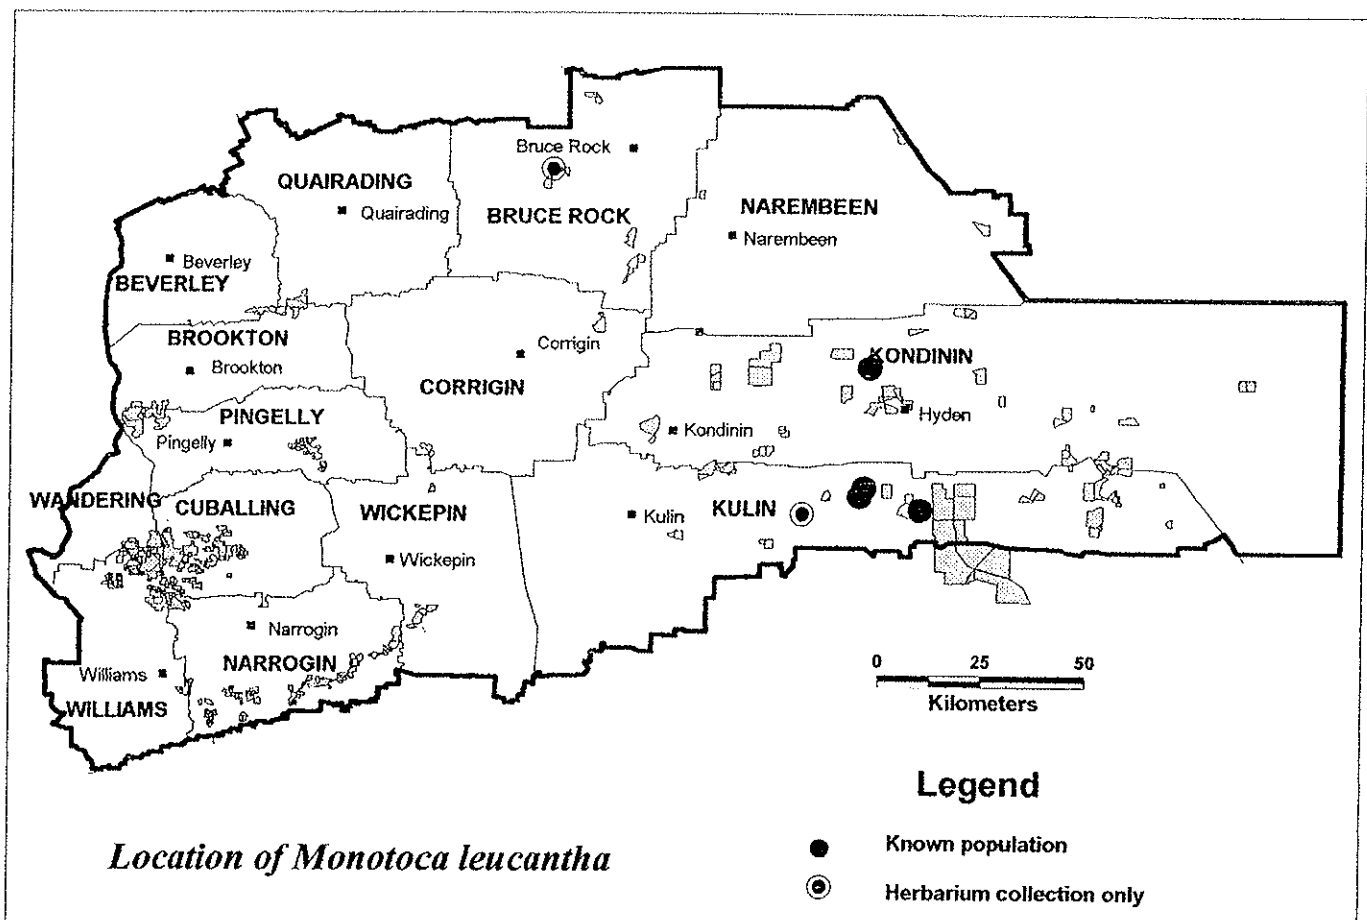 Bruce Rock
QUAIRADING
Quairading
BRUCE ROCK
NAREMBEEN
Narembeen
Beverley
BEVERLEY
BROOKTON
Brookton
Corrigin
CORRIGIN
KONDININ
Hyden
PINGELLY
Pingelly
Kondinin
WANDERING
CUBALLING
WICKEPIN
Wickepin
Kulin
KULIN
Narrogin
NARROGIN
Williams
WILLIAMS
0 25 50
Kilometers
Legend
Known population
Herbarium collection only
Location of Monotoca leucantha